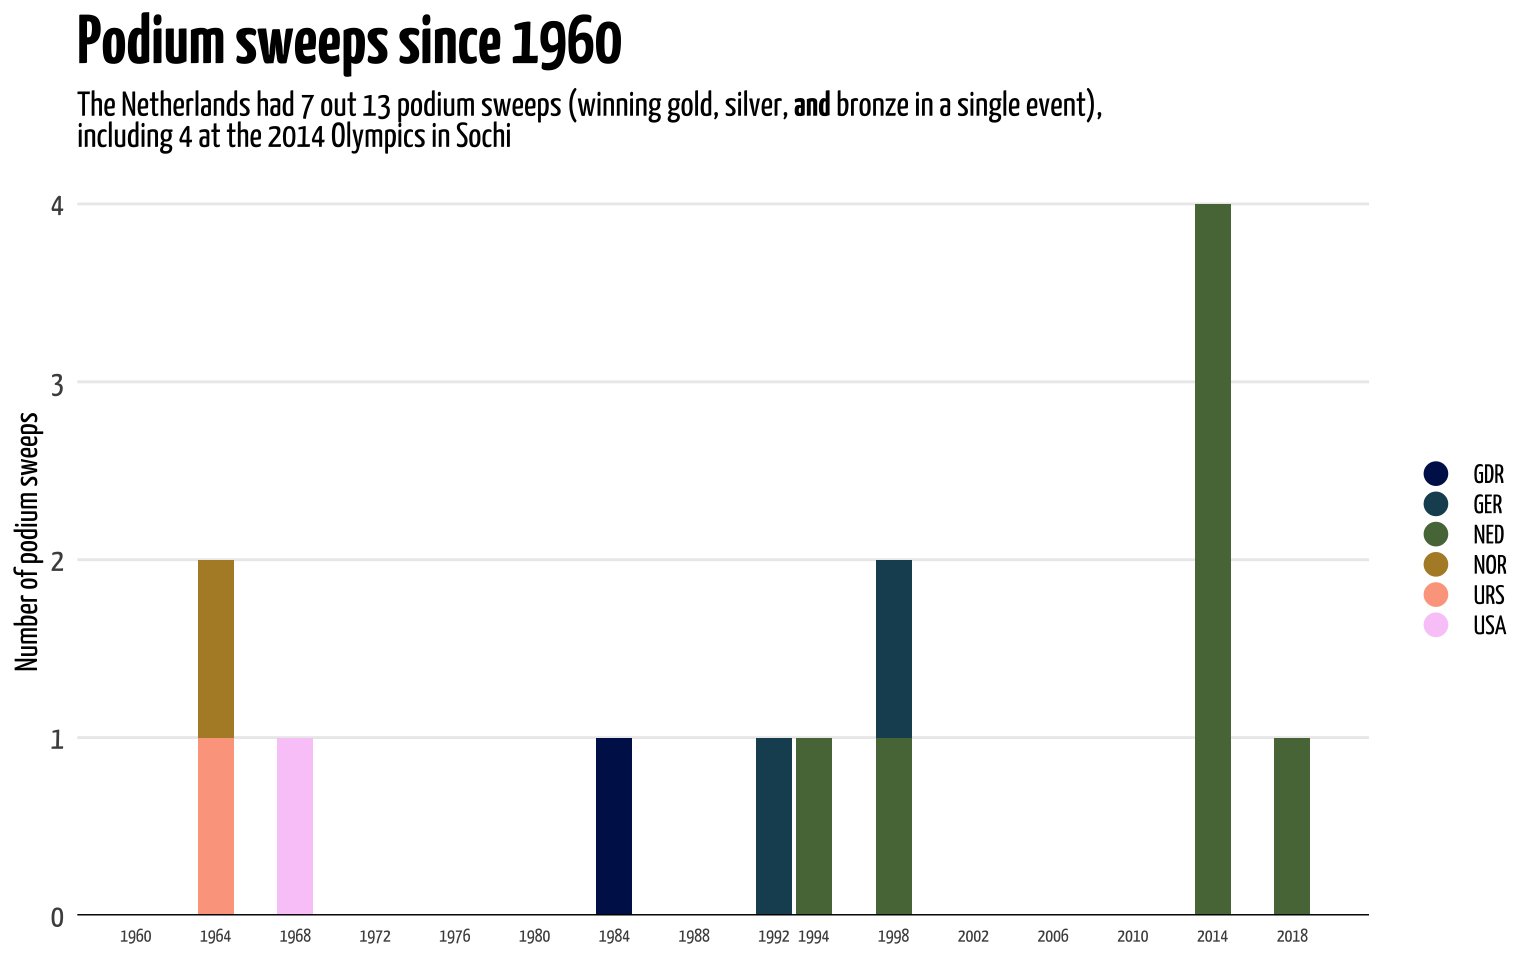 Podium sweeps since 1960
The Netherlands had 7 out 13 podium sweeps (winning gold, silver, and bronze in a single event),
including 4 at the 2014 Olympics in Sochi
Number of podium sweeps
4
3
2
1
0
1960 1964 1968 1972 1976 1980 1984 1988 1992 1994 1998 2002 2006 2010 2014 2018
GDR
GER
NED
NOR
URS
USA